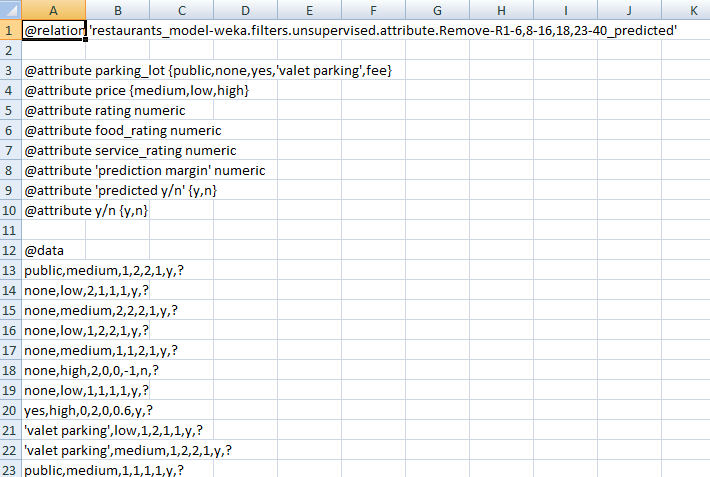 A B C D E F G H I J K
1 @relation 'restaurants_model-weka.filters.unsupervised.attribute.Remove-R1-6,8-16,18,23-40_predicted'
2
3 @attribute parking_lot {public,none,yes,'valet parking',fee}
4 @attribute price {medium,low,high}
5 @attribute rating numeric
6 @attribute food_rating numeric
7 @attribute service_rating numeric
8 @attribute 'prediction margin' numeric
9 @attribute 'predicted y/n' {y,n}
10 @attribute y/n {y,n}
11
12 @data
13 public,medium,1,2,2,1,y,?
14 none,low,2,1,1,1,y,?
15 none,medium,2,2,2,1,y,?
16 none,low,1,2,2,1,y,?
17 none,medium,1,1,2,1,y,?
18 none,high,2,0,0,-1,n,?
19 none,low,1,1,1,1,y,?
20 yes,high,0,2,0,0.6,y,?
21 'valet parking',low,1,2,1,1,y,?
22 'valet parking',medium,1,2,2,1,y,?
23 public,medium,1,1,1,1,y,?